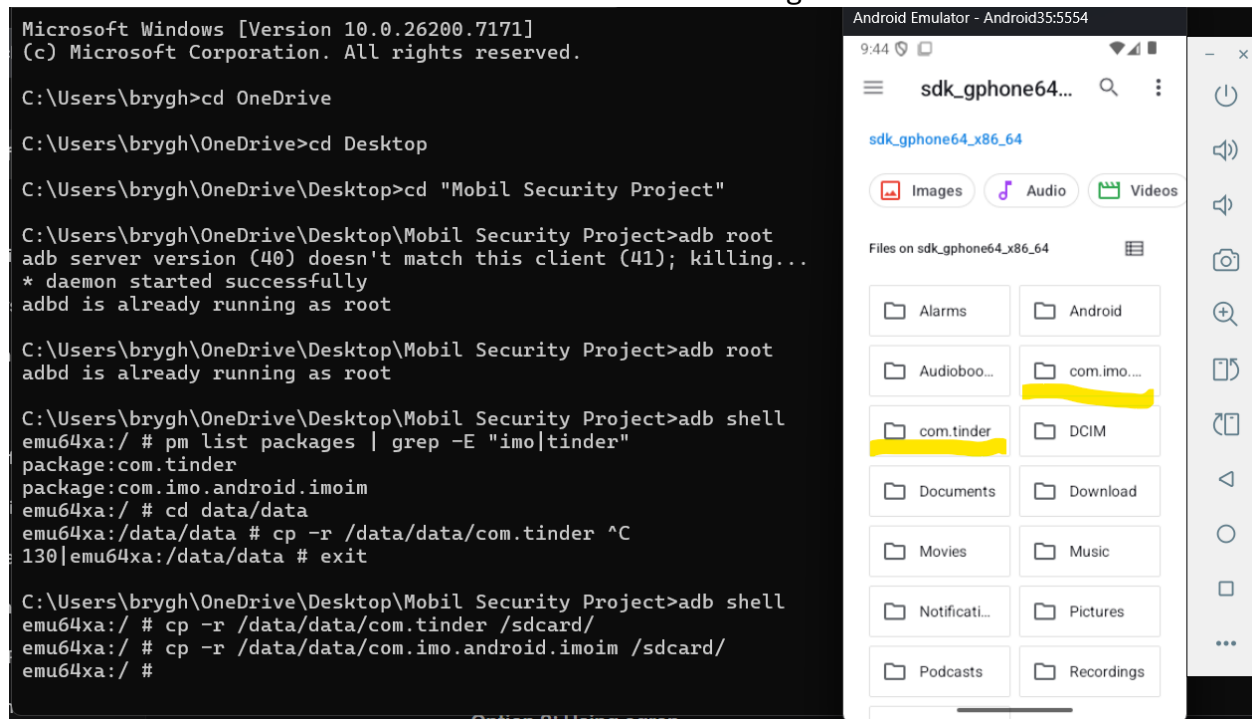 Microsoft Windows [Version 10.0.26200.7171]
(c) Microsoft Corporation. All rights reserved.
C:\Users\brygh>cd OneDrive
C:\Users\brygh\OneDrive>cd Desktop
C:\Users\brygh\OneDrive\Desktop>cd "Mobil Security Project"
C:\Users\brygh\OneDrive\Desktop\Mobil Security Project>adb root
adb server version (40) doesn't match this client (41); killing...
* daemon started successfully
adbd is already running as root
C:\Users\brygh\OneDrive\Desktop\Mobil Security Project>adb root
adbd is already running as root
C:\Users\brygh\OneDrive\Desktop\Mobil Security Project>adb shell
emu64xa:/ # pm list packages | grep -E "imo|tinder"
package:com.tinder
package:com.imo.android.imoim
emu64xa:/ # cd data/data
emu64xa:/data/data # cp -r /data/data/com.tinder ^C
130|emu64xa:/data/data # exit
C:\Users\brygh\OneDrive\Desktop\Mobil Security Project>adb shell
emu64xa:/ # cp -r /data/data/com.tinder /sdcard/
emu64xa:/ # cp -r /data/data/com.imo.android.imoim /sdcard/
emu64xa:/ #
Android Emulator - Android35:5554
9:44
sdk_gphone64...
sdk_gphone64_x86_64
Images Audio Videos
Files on sdk_gphone64_x86_64
Alarms Android
Audioboo... com.imo....
com.tinder DCIM
Documents Download
Movies Music
Notificati... Pictures
Podcasts Recordings